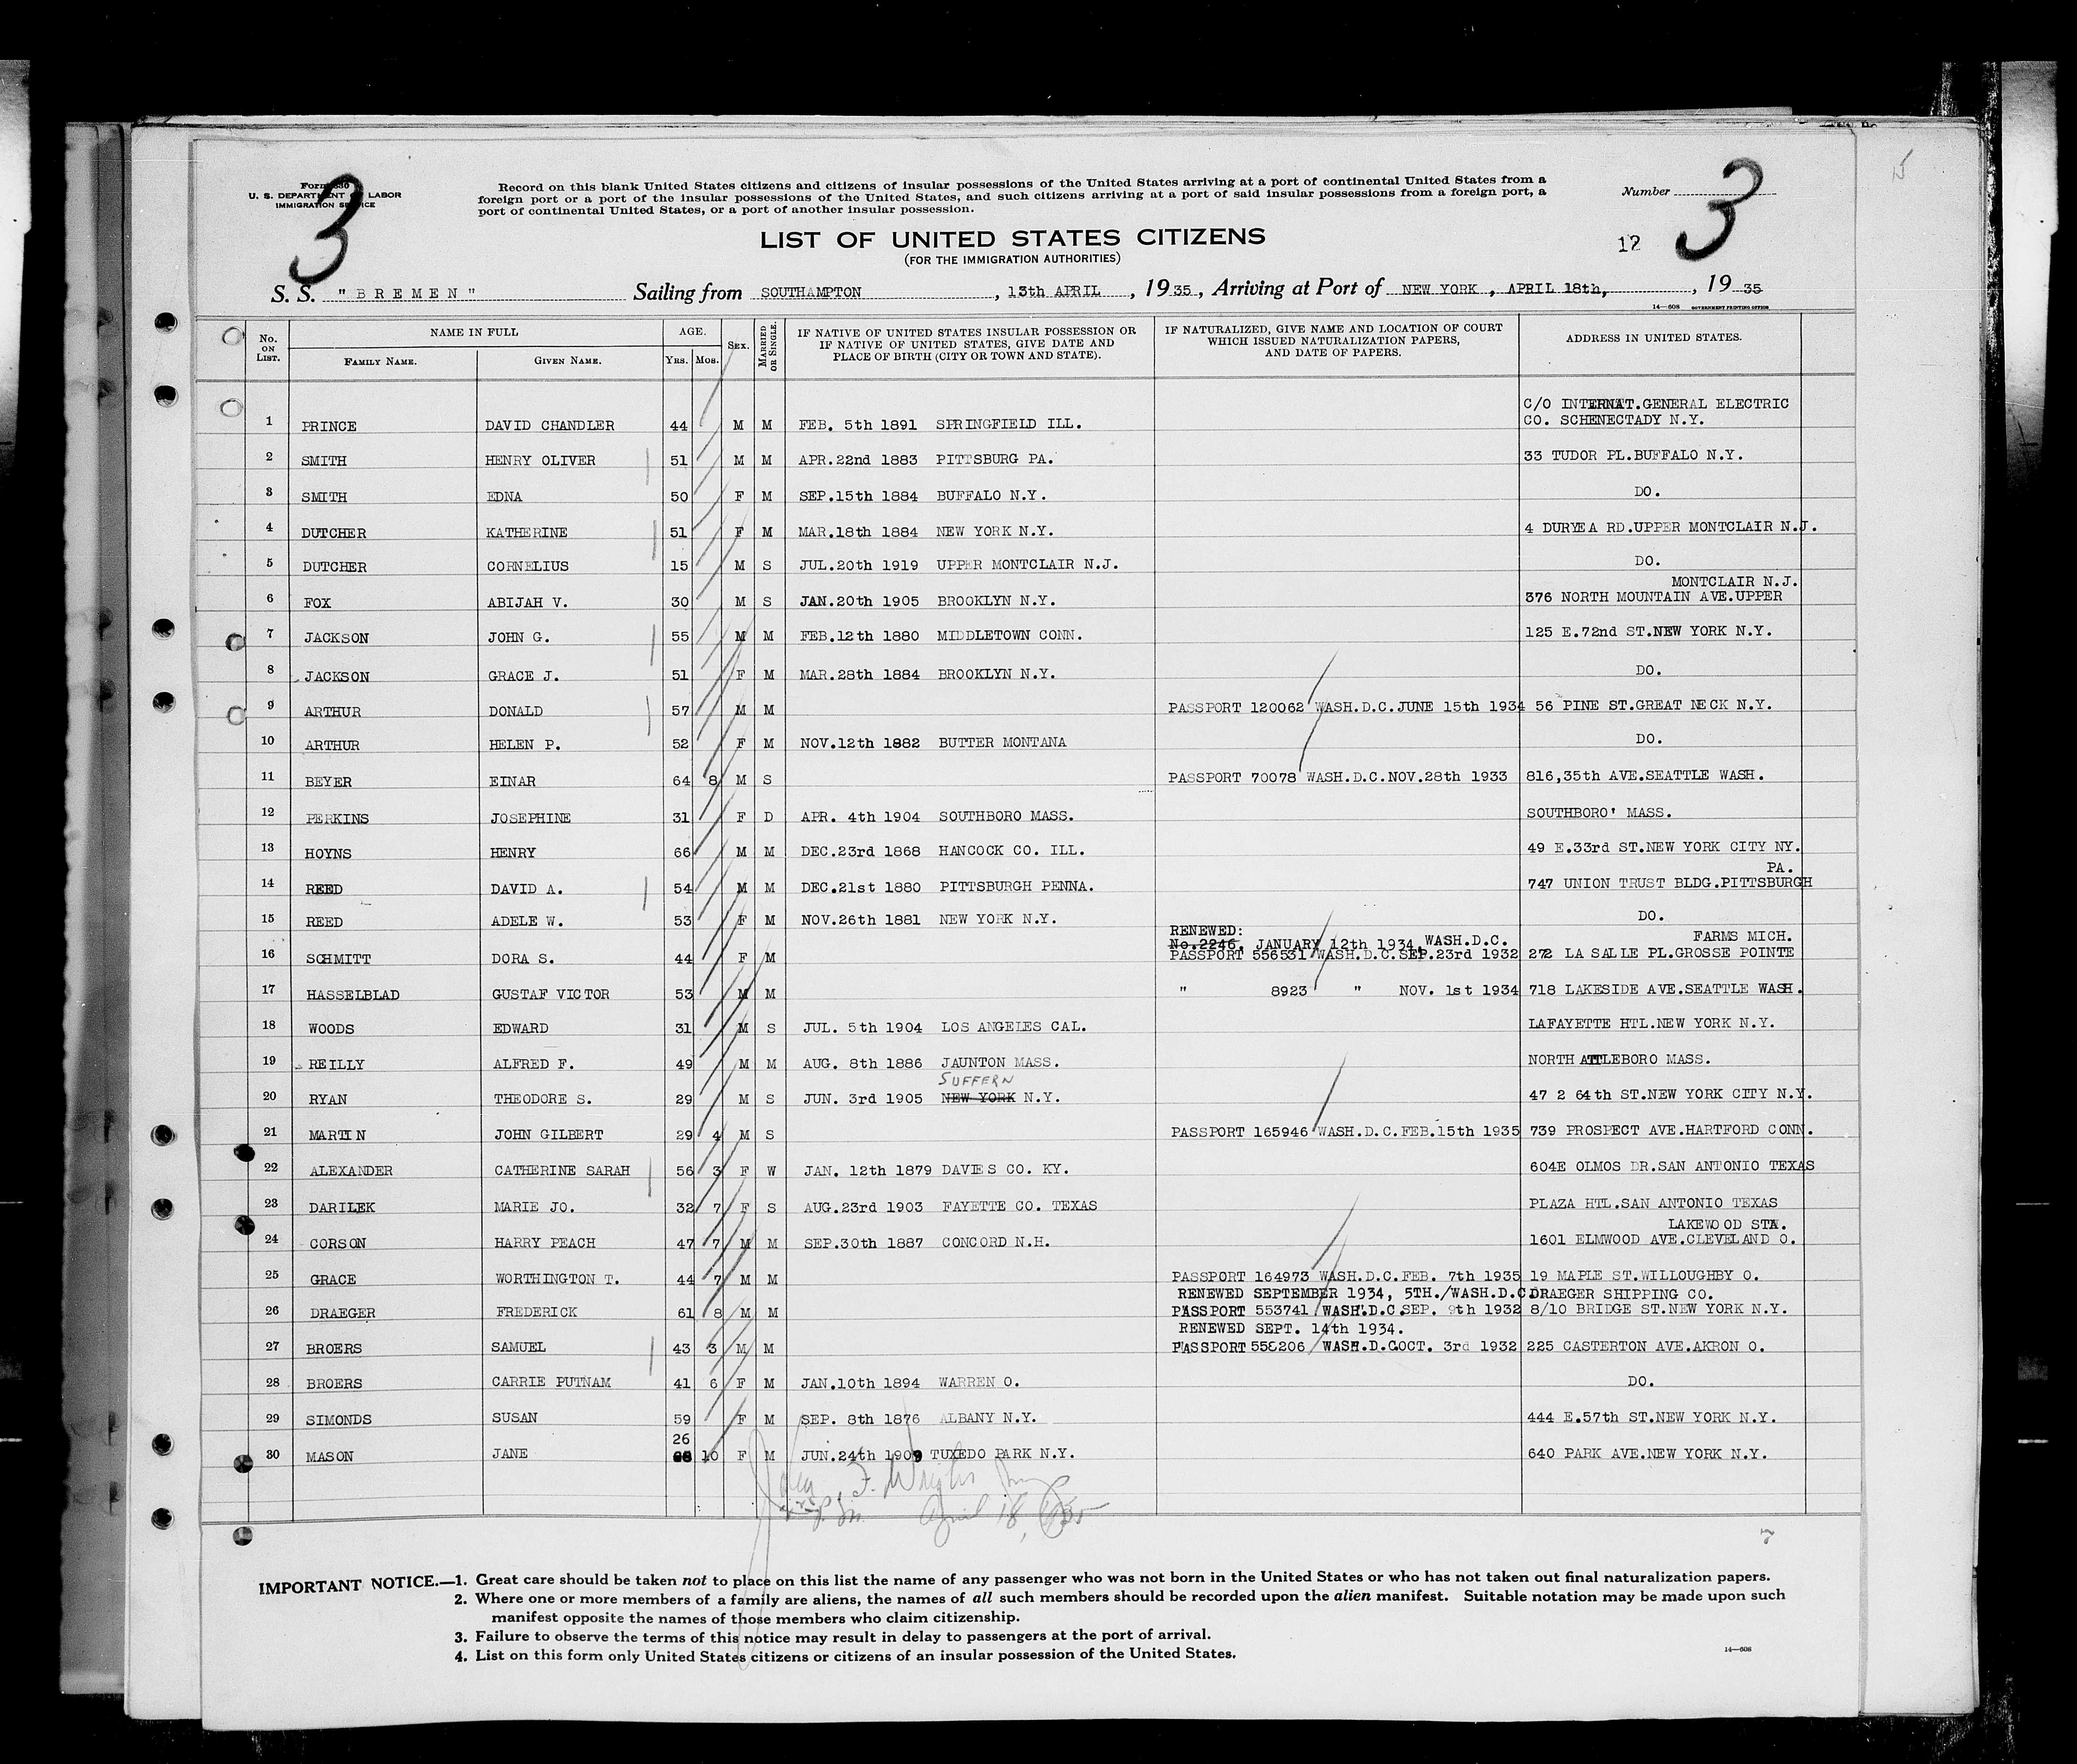 3
3
5
Form 630
U. S. DEPARTMENT OF LABOR
IMMIGRATION SERVICE
Record on this blank United States citizens and citizens of insular possessions of the United States arriving at a port of continental United States from a
foreign port or a port of the insular possessions of the United States, and such citizens arriving at a port of said insular possessions from a foreign port, a
port of continental United States, or a port of another insular possession.
Number
LIST OF UNITED STATES CITIZENS
(FOR THE IMMIGRATION AUTHORITIES)
12
S. S. "BREMEN" Sailing from SOUTHAMPTON, 13th APRIL, 1935, Arriving at Port of NEW YORK, APRIL 18th, 1935
14—608 GOVERNMENT PRINTING OFFICE
No. ON LIST. NAME IN FULL FAMILY NAME. GIVEN NAME. AGE. YRS. MOS. SEX. MARRIED OR SINGLE. IF NATIVE OF UNITED STATES INSULAR POSSESSION OR IF NATIVE OF UNITED STATES, GIVE DATE AND PLACE OF BIRTH (CITY OR TOWN AND STATE). IF NATURALIZED, GIVE NAME AND LOCATION OF COURT WHICH ISSUED NATURALIZATION PAPERS, AND DATE OF PAPERS. ADDRESS IN UNITED STATES.
C/O INTERNAT.GENERAL ELECTRIC
1 PRINCE DAVID CHANDLER 44 M M FEB. 5th 1891 SPRINGFIELD ILL. CO. SCHENECTADY N.Y.
2 SMITH HENRY OLIVER 51 M M APR.22nd 1883 PITTSBURG PA. 33 TUDOR PL.BUFFALO N.Y.
3 SMITH EDNA 50 F M SEP.15th 1884 BUFFALO N.Y. DO.
4 DUTCHER KATHERINE 51 F M MAR.18th 1884 NEW YORK N.Y. 4 DURYEA RD.UPPER MONTCLAIR N.J.
5 DUTCHER CORNELIUS 15 M S JUL.20th 1919 UPPER MONTCLAIR N.J. DO.
MONTCLAIR N.J.
6 FOX ABIJAH V. 30 M S JAN.20th 1905 BROOKLYN N.Y. 376 NORTH MOUNTAIN AVE.UPPER
7 JACKSON JOHN G. 55 M M FEB.12th 1880 MIDDLETOWN CONN. 125 E.72nd ST.NEW YORK N.Y.
8 JACKSON GRACE J. 51 F M MAR.28th 1884 BROOKLYN N.Y. DO.
9 ARTHUR DONALD 57 M M PASSPORT 120062 WASH.D.C.JUNE 15th 1934 56 PINE ST.GREAT NECK N.Y.
10 ARTHUR HELEN P. 52 F M NOV.12th 1882 BUTTER MONTANA DO.
11 BEYER EINAR 64 8 M S PASSPORT 70078 WASH.D.C.NOV.28th 1933 816,35th AVE.SEATTLE WASH.
12 PERKINS JOSEPHINE 31 F D APR. 4th 1904 SOUTHBORO MASS. SOUTHBORO' MASS.
13 HOYNS HENRY 66 M M DEC.23rd 1868 HANCOCK CO. ILL. 49 E.33rd ST.NEW YORK CITY NY.
PA.
14 REED DAVID A. 54 M M DEC.21st 1880 PITTSBURGH PENNA. 747 UNION TRUST BLDG.PITTSBURGH
15 REED ADELE W. 53 F M NOV.26th 1881 NEW YORK N.Y. DO.
RENEWED:
No.2246, JANUARY 12th 1934, WASH.D.C. FARMS MICH.
16 SCHMITT DORA S. 44 F M PASSPORT 556531 WASH.D.C.SEP.23rd 1932 272 LA SALLE PL.GROSSE POINTE
17 HASSELBLAD GUSTAF VICTOR 53 M M " 8923 " NOV. 1st 1934 718 LAKESIDE AVE.SEATTLE WASH.
18 WOODS EDWARD 31 M S JUL. 5th 1904 LOS ANGELES CAL. LAFAYETTE HTL.NEW YORK N.Y.
19 REILLY ALFRED F. 49 M M AUG. 8th 1886 JAUNTON MASS. NORTH ATTLEBORO MASS.
SUFFERN
20 RYAN THEODORE S. 29 M S JUN. 3rd 1905 NEW YORK N.Y. 47 2 64th ST.NEW YORK CITY N.Y.
21 MARTIN JOHN GILBERT 29 4 M S PASSPORT 165946 WASH.D.C.FEB.15th 1935 739 PROSPECT AVE.HARTFORD CONN.
22 ALEXANDER CATHERINE SARAH 56 3 F W JAN. 12th 1879 DAVIES CO. KY. 604E OLMOS DR.SAN ANTONIO TEXAS
23 DARILEK MARIE JO. 32 7 F S AUG.23rd 1903 FAYETTE CO. TEXAS PLAZA HTL.SAN ANTONIO TEXAS
LAKEWOOD STA.
24 CORSON HARRY PEACH 47 7 M M SEP.30th 1887 CONCORD N.H. 1601 ELMWOOD AVE.CLEVELAND O.
25 GRACE WORTHINGTON T. 44 7 M M PASSPORT 164973 WASH.D.C.FEB. 7th 1935 19 MAPLE ST.WILLOUGHBY O.
RENEWED SEPTEMBER 1934, 5TH./WASH.D.C. DRAEGER SHIPPING CO.
26 DRAEGER FREDERICK 61 8 M M PASSPORT 553741 WASH.D.C.SEP. 9th 1932 8/10 BRIDGE ST.NEW YORK N.Y.
RENEWED SEPT. 14th 1934.
27 BROERS SAMUEL 43 3 M M PASSPORT 558206 WASH.D.C.OCT. 3rd 1932 225 CASTERTON AVE.AKRON O.
28 BROERS CARRIE PUTNAM 41 6 F M JAN.10th 1894 WARREN O. DO.
29 SIMONDS SUSAN 59 F M SEP. 8th 1876 ALBANY N.Y. 444 E.57th ST.NEW YORK N.Y.
26
30 MASON JANE 10 F M JUN.24th 1909 TUXEDO PARK N.Y. 640 PARK AVE.NEW YORK N.Y.
April 18, 1935
7
IMPORTANT NOTICE.—1. Great care should be taken not to place on this list the name of any passenger who was not born in the United States or who has not taken out final naturalization papers.
2. Where one or more members of a family are aliens, the names of all such members should be recorded upon the alien manifest. Suitable notation may be made upon such
manifest opposite the names of those members who claim citizenship.
3. Failure to observe the terms of this notice may result in delay to passengers at the port of arrival.
4. List on this form only United States citizens or citizens of an insular possession of the United States.
14—608